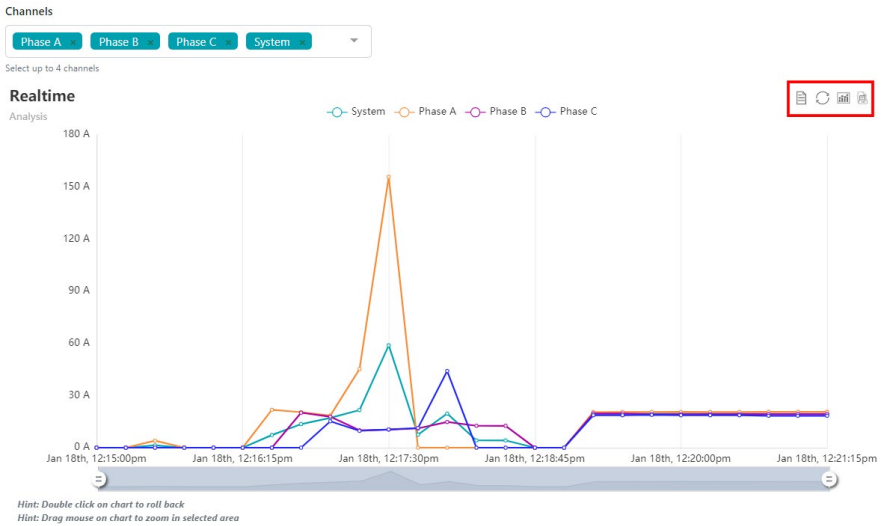 Channels
Phase A × Phase B × Phase C × System ×
Select up to 4 channels
Realtime
Analysis
System Phase A Phase B Phase C
180 A
150 A
120 A
90 A
60 A
30 A
0 A
Jan 18th, 12:15:00pm Jan 18th, 12:16:15pm Jan 18th, 12:17:30pm Jan 18th, 12:18:45pm Jan 18th, 12:20:00pm Jan 18th, 12:21:15pm
Hint: Double click on chart to roll back
Hint: Drag mouse on chart to zoom in selected area